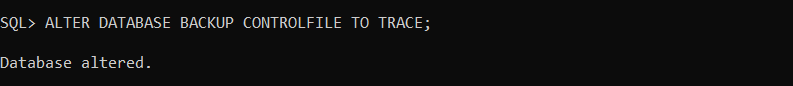 SQL> ALTER DATABASE BACKUP CONTROLFILE TO TRACE;
Database altered.